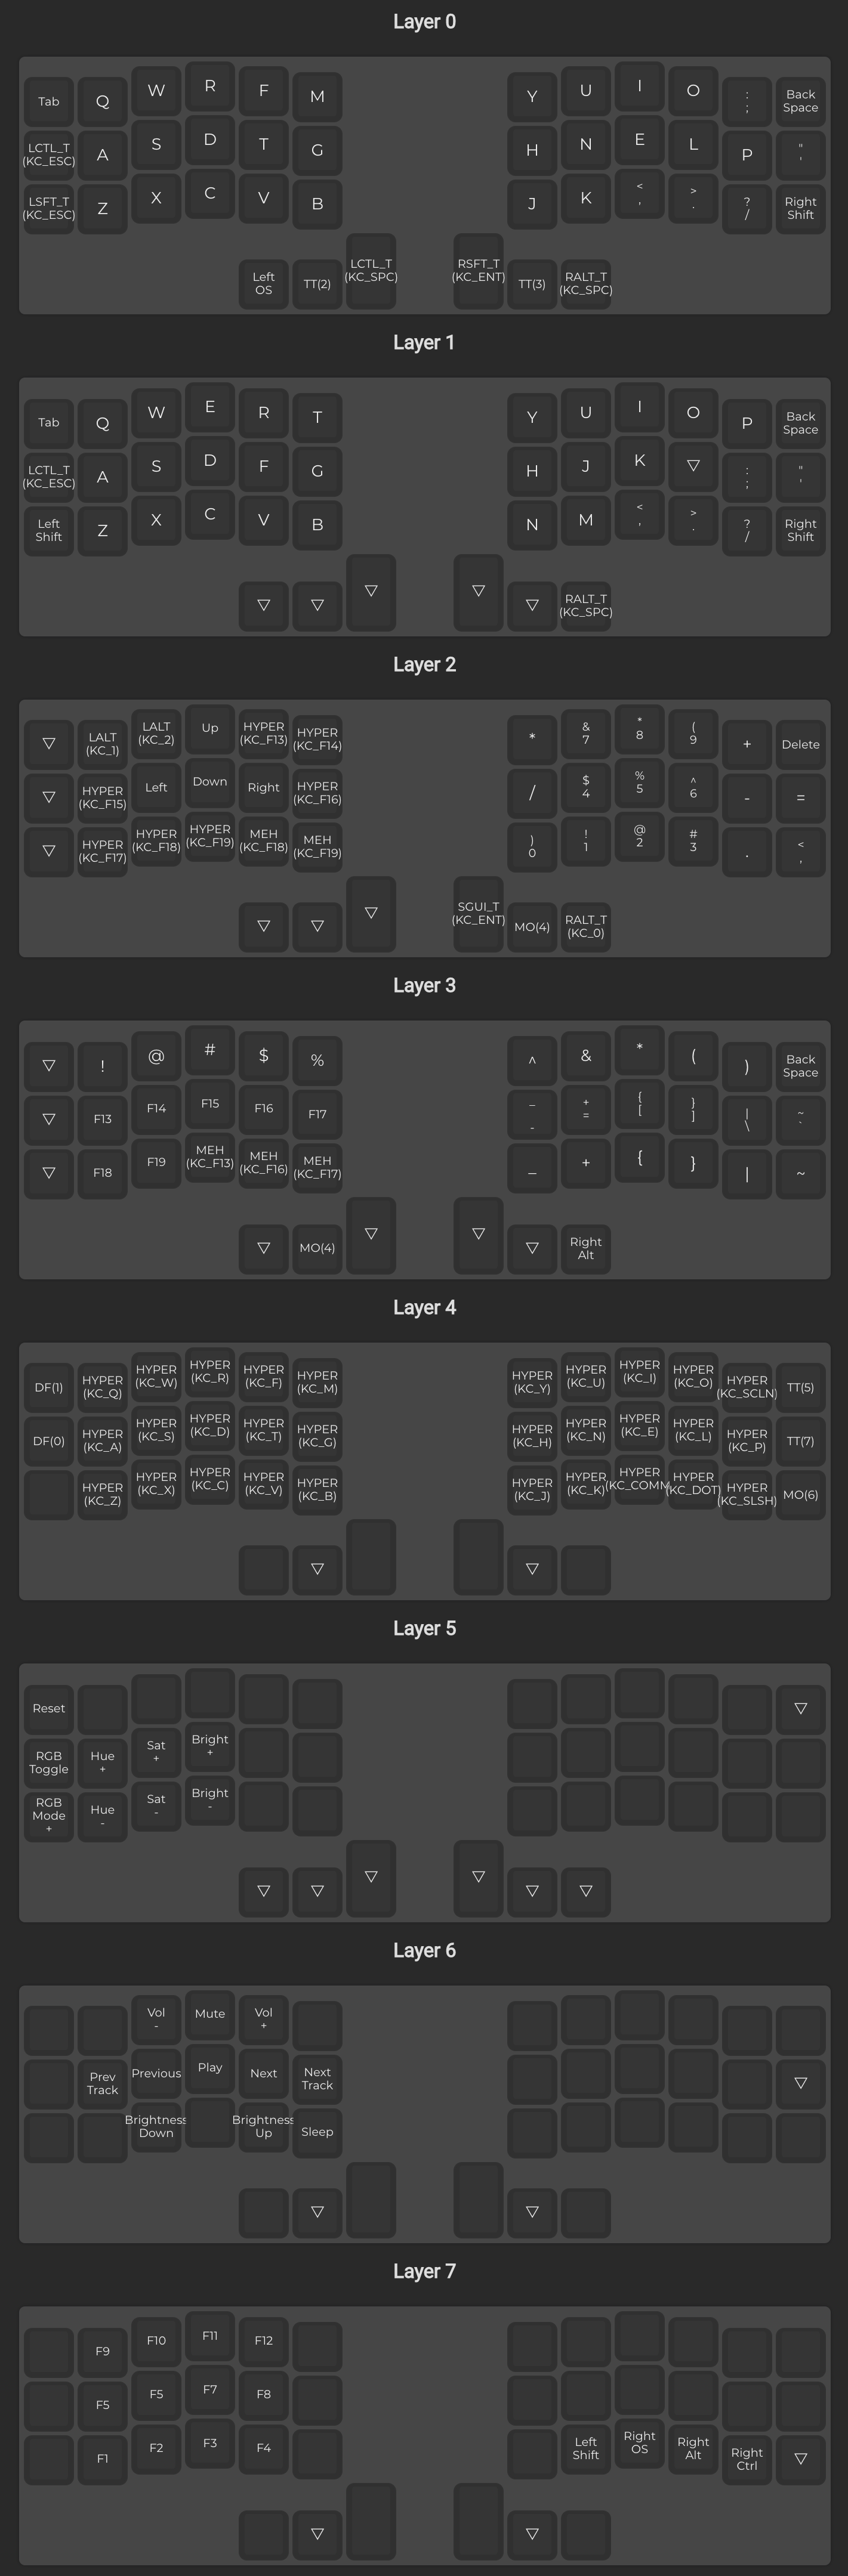 Layer 0
Tab Q W R F M Y U I O : ; Back Space
LCTL_T (KC_ESC) A S D T G H N E L P " '
LSFT_T (KC_ESC) Z X C V B J K < , > . ? / Right Shift
Left OS TT(2) LCTL_T (KC_SPC) RSFT_T (KC_ENT) TT(3) RALT_T (KC_SPC)
Layer 1
Tab Q W E R T Y U I O P Back Space
LCTL_T (KC_ESC) A S D F G H J K ▽ : ; " '
Left Shift Z X C V B N M < , > . ? / Right Shift
▽ ▽ ▽ ▽ ▽ RALT_T (KC_SPC)
Layer 2
▽ LALT (KC_1) LALT (KC_2) Up HYPER (KC_F13) HYPER (KC_F14) * & 7 * 8 ( 9 + Delete
▽ HYPER (KC_F15) Left Down Right HYPER (KC_F16) / $ 4 % 5 ^ 6 - =
▽ HYPER (KC_F17) HYPER (KC_F18) HYPER (KC_F19) MEH (KC_F18) MEH (KC_F19) ) 0 ! 1 @ 2 # 3 . < ,
▽ ▽ ▽ SGUI_T (KC_ENT) MO(4) RALT_T (KC_0)
Layer 3
▽ ! @ # $ % ^ & * ( ) Back Space
▽ F13 F14 F15 F16 F17 _ - + = { [ } ] | \ ~ `
▽ F18 F19 MEH (KC_F13) MEH (KC_F16) MEH (KC_F17) _ + { } | ~
▽ MO(4) ▽ ▽ ▽ Right Alt
Layer 4
DF(1) HYPER (KC_Q) HYPER (KC_W) HYPER (KC_R) HYPER (KC_F) HYPER (KC_M) HYPER (KC_Y) HYPER (KC_U) HYPER (KC_I) HYPER (KC_O) HYPER (KC_SCLN) TT(5)
DF(0) HYPER (KC_A) HYPER (KC_S) HYPER (KC_D) HYPER (KC_T) HYPER (KC_G) HYPER (KC_H) HYPER (KC_N) HYPER (KC_E) HYPER (KC_L) HYPER (KC_P) TT(7)
HYPER (KC_Z) HYPER (KC_X) HYPER (KC_C) HYPER (KC_V) HYPER (KC_B) HYPER (KC_J) HYPER (KC_K) HYPER (KC_COMM) HYPER (KC_DOT) HYPER (KC_SLSH) MO(6)
▽ ▽
Layer 5
Reset ▽
RGB Toggle Hue + Sat + Bright +
RGB Mode + Hue - Sat - Bright -
▽ ▽ ▽ ▽ ▽ ▽
Layer 6
Vol - Mute Vol +
Prev Track Previous Play Next Next Track ▽
Brightness Down Brightness Up Sleep
▽ ▽
Layer 7
F9 F10 F11 F12
F5 F5 F7 F8
F1 F2 F3 F4 Left Shift Right OS Right Alt Right Ctrl ▽
▽ ▽